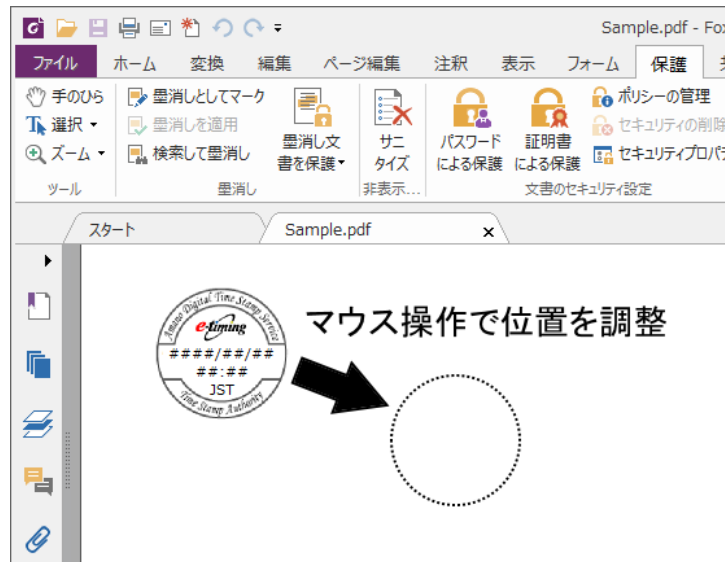 Sample.pdf - Fox
ファイル ホーム 変換 編集 ページ編集 注釈 表示 フォーム 保護
手のひら
選択
ズーム
ツール
墨消しとしてマーク
墨消しを適用
検索して墨消し
墨消し文
書を保護
墨消し
サニ
タイズ
非表示...
パスワード
による保護
証明書
による保護
ポリシーの管理
セキュリティの削除
セキュリティプロパテ
文書のセキュリティ設定
スタート
Sample.pdf
Amano Digital Time Stamp Service
e-timing
####/##/##
##:##
JST
Time Stamp Authority
マウス操作で位置を調整